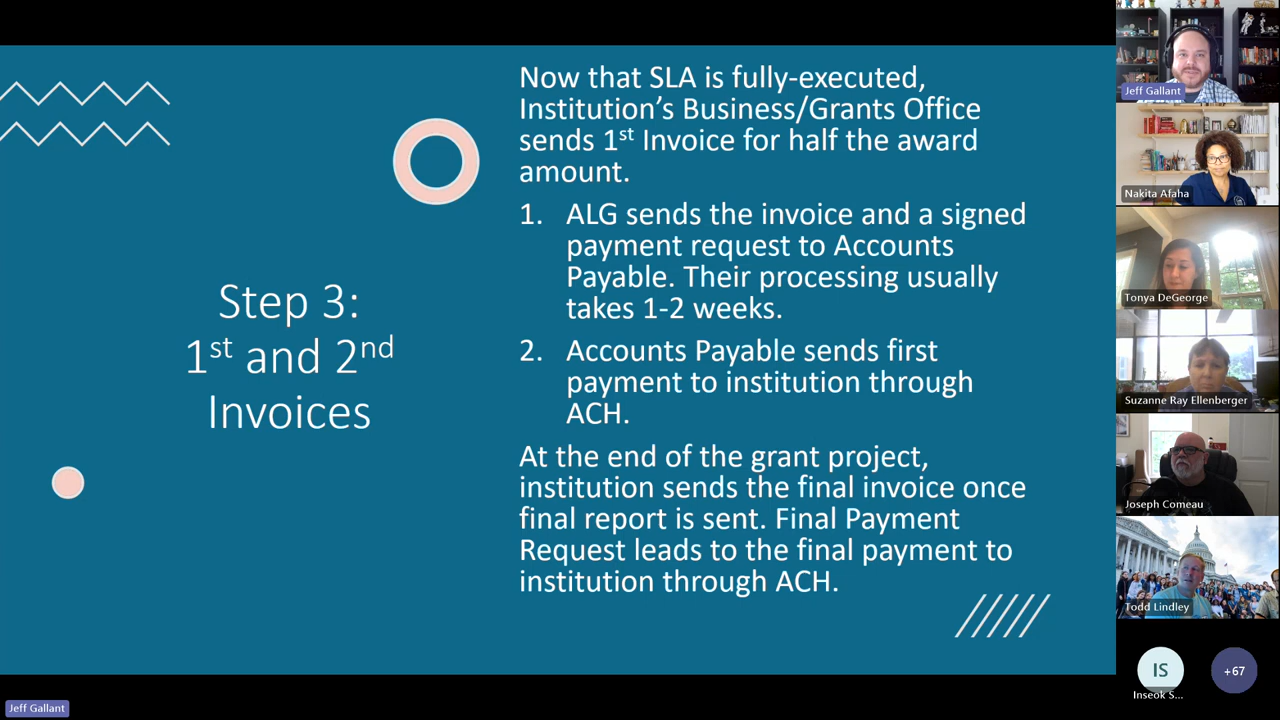 Step 3:
1st and 2nd
Invoices
Now that SLA is fully-executed,
Institution's Business/Grants Office
sends 1st Invoice for half the award
amount.
1. ALG sends the invoice and a signed
payment request to Accounts
Payable. Their processing usually
takes 1-2 weeks.
2. Accounts Payable sends first
payment to institution through
ACH.
At the end of the grant project,
institution sends the final invoice once
final report is sent. Final Payment
Request leads to the final payment to
institution through ACH.
Jeff Gallant
Nakita Afaha
Tonya DeGeorge
Suzanne Ray Ellenberger
Joseph Comeau
Todd Lindley
IS
Inseok S...
+67
Jeff Gallant